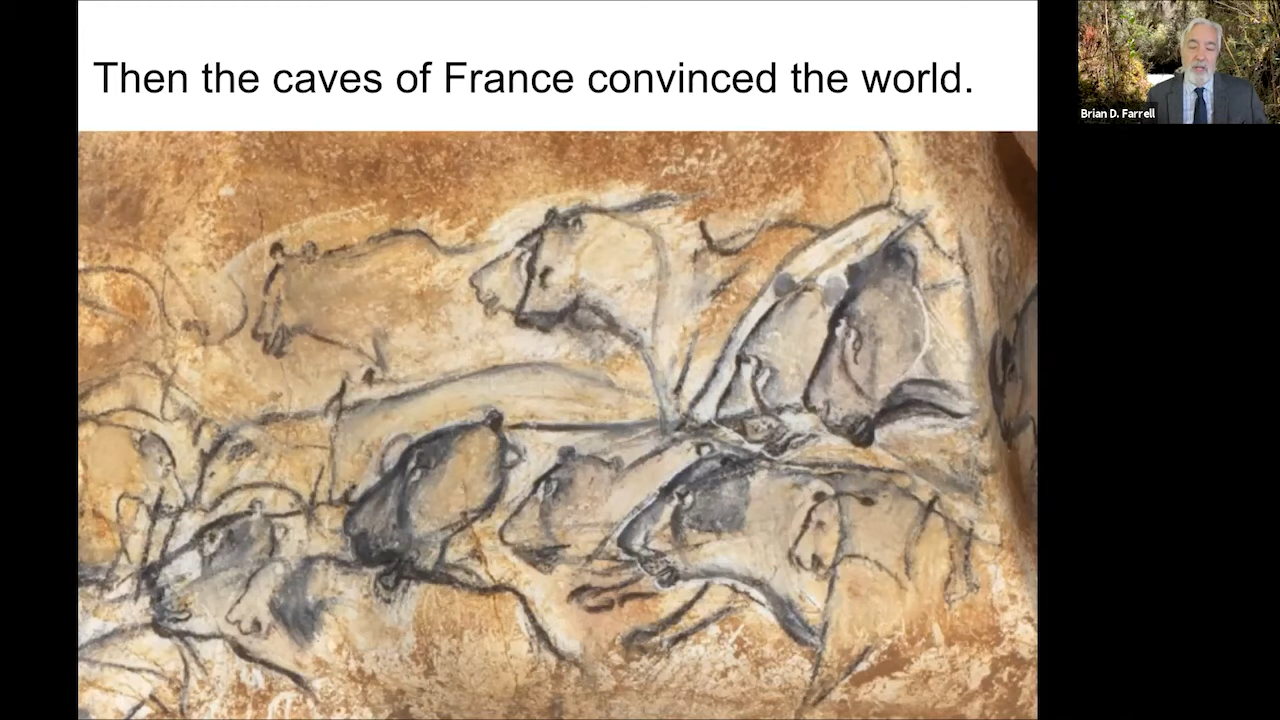 Then the caves of France convinced the world.
Brian D. Farrell